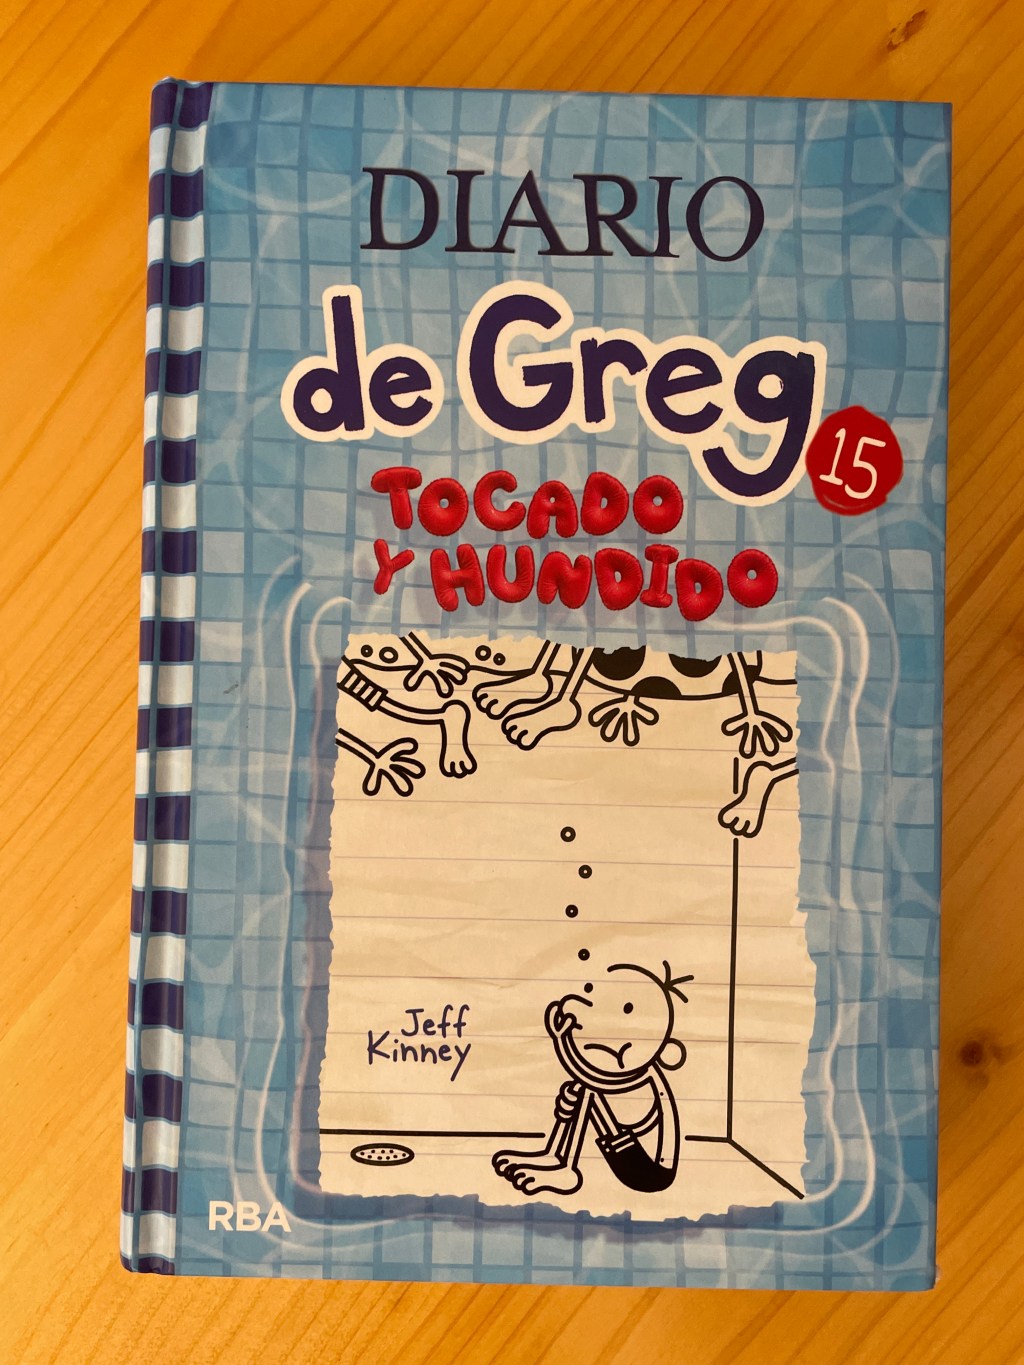 DIARIO
de Greg
15
TOCADO
Y HUNDIDO
Jeff
Kinney
RBA